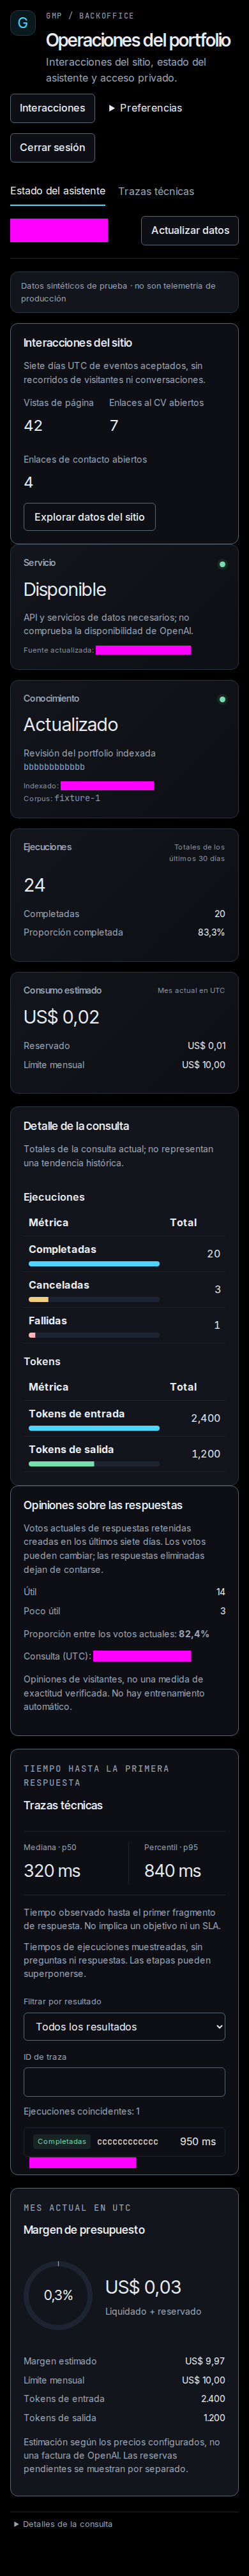 G
GMP / BACKOFFICE
Operaciones del portfolio
Interacciones del sitio, estado del
asistente y acceso privado.
Interacciones
▶ Preferencias
Cerrar sesión
Estado del asistente
Trazas técnicas
Actualizar datos
Datos sintéticos de prueba · no son telemetría de
producción
Interacciones del sitio
Siete días UTC de eventos aceptados, sin
recorridos de visitantes ni conversaciones.
Vistas de página
Enlaces al CV abiertos
42
7
Enlaces de contacto abiertos
4
Explorar datos del sitio
Servicio
Disponible
API y servicios de datos necesarios; no
comprueba la disponibilidad de OpenAI.
Fuente actualizada:
Conocimiento
Actualizado
Revisión del portfolio indexada
bbbbbbbbbbbb
Indexado:
Corpus: fixture-1
Ejecuciones
Totales de los
últimos 30 días
24
Completadas 20
Proporción completada 83,3%
Consumo estimado
Mes actual en UTC
US$ 0,02
Reservado US$ 0,01
Límite mensual US$ 10,00
Detalle de la consulta
Totales de la consulta actual; no representan
una tendencia histórica.
Ejecuciones
Métrica Total
Completadas 20
Canceladas 3
Fallidas 1
Tokens
Métrica Total
Tokens de entrada 2,400
Tokens de salida 1,200
Opiniones sobre las respuestas
Votos actuales de respuestas retenidas
creadas en los últimos siete días. Los votos
pueden cambiar; las respuestas eliminadas
dejan de contarse.
Útil 14
Poco útil 3
Proporción entre los votos actuales: 82,4%
Consulta (UTC):
Opiniones de visitantes, no una medida de
exactitud verificada. No hay entrenamiento
automático.
TIEMPO HASTA LA PRIMERA
RESPUESTA
Trazas técnicas
Mediana · p50
Percentil · p95
320 ms
840 ms
Tiempo observado hasta el primer fragmento
de respuesta. No implica un objetivo ni un SLA.
Tiempos de ejecuciones muestreadas, sin
preguntas ni respuestas. Las etapas pueden
superponerse.
Filtrar por resultado
Todos los resultados
ID de traza
Ejecuciones coincidentes: 1
Completadas cccccccccccc 950 ms
MES ACTUAL EN UTC
Margen de presupuesto
0,3%
US$ 0,03
Liquidado + reservado
Margen estimado US$ 9,97
Límite mensual US$ 10,00
Tokens de entrada 2.400
Tokens de salida 1.200
Estimación según los precios configurados, no
una factura de OpenAI. Las reservas
pendientes se muestran por separado.
▶ Detalles de la consulta